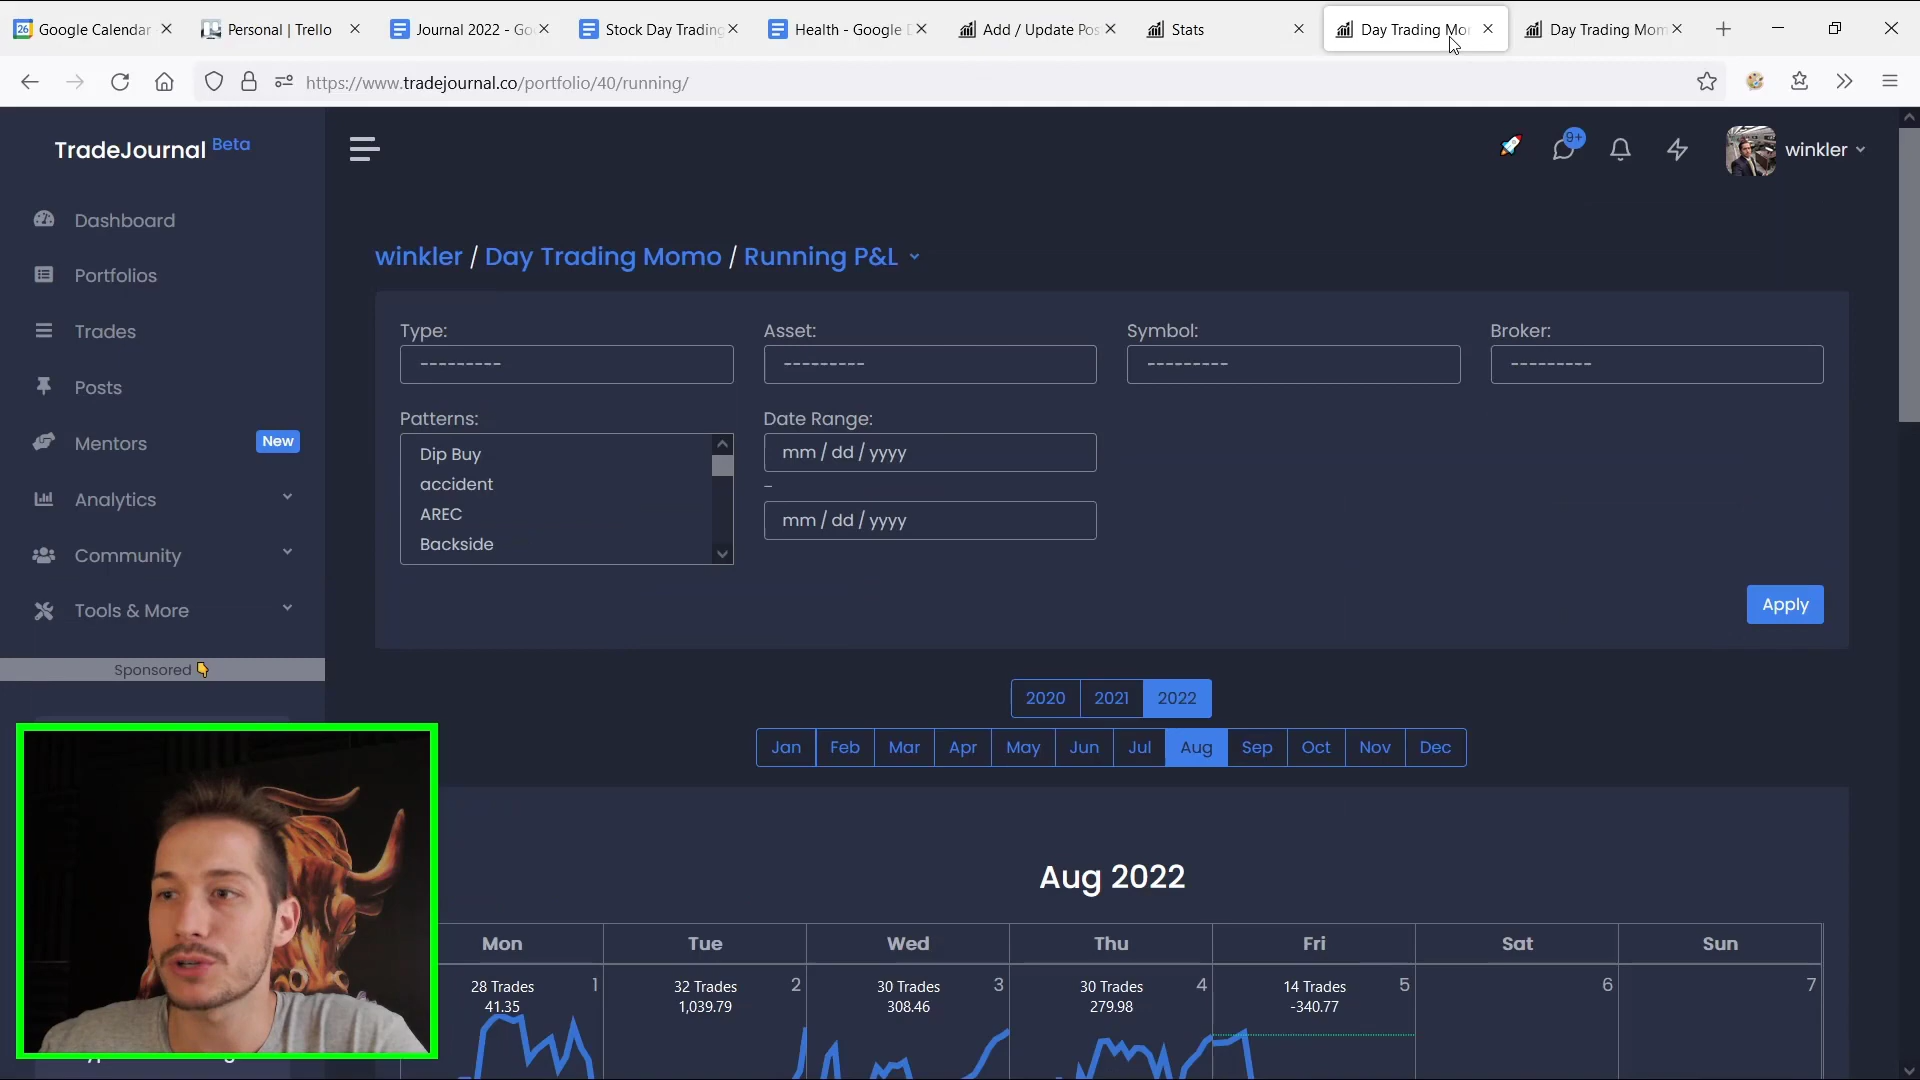 26 Google Calendar
Personal | Trello
Journal 2022 - Go
Stock Day Trading
Health - Google D
Add / Update Pos
Stats
Day Trading Mo
Day Trading Mom
https://www.tradejournal.co/portfolio/40/running/
TradeJournal Beta
9+
winkler
Dashboard
Portfolios
Trades
Posts
Mentors New
Analytics
Community
Tools & More
Sponsored
winkler / Day Trading Momo / Running P&L
Type: Asset: Symbol: Broker:
--------- --------- --------- ---------
Patterns: Date Range:
Dip Buy
accident
AREC
Backside
mm / dd / yyyy
–
mm / dd / yyyy
Apply
2020 2021 2022
Jan Feb Mar Apr May Jun Jul Aug Sep Oct Nov Dec
Aug 2022
Mon Tue Wed Thu Fri Sat Sun
28 Trades 1 32 Trades 2 30 Trades 3 30 Trades 4 14 Trades 5 6 7
41.35 1,039.79 308.46 279.98 -340.77